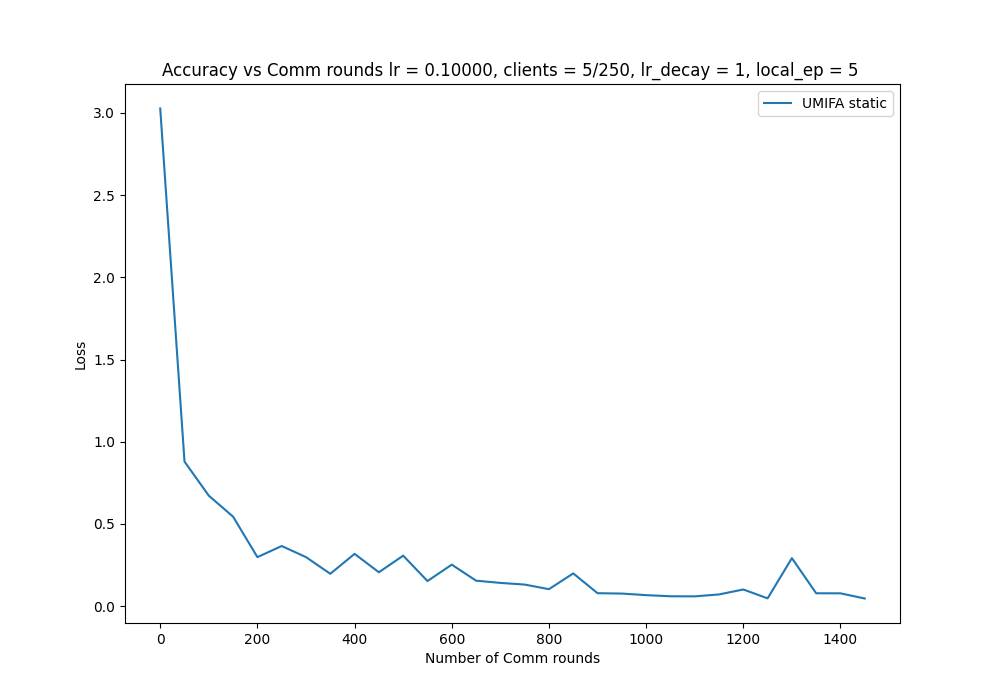 Accuracy vs Comm rounds lr = 0.10000, clients = 5/250, lr_decay = 1, local_ep = 5
UMIFA static
3.0
2.5
2.0
1.5
1.0
0.5
0.0
Loss
0 200 400 600 800 1000 1200 1400
Number of Comm rounds